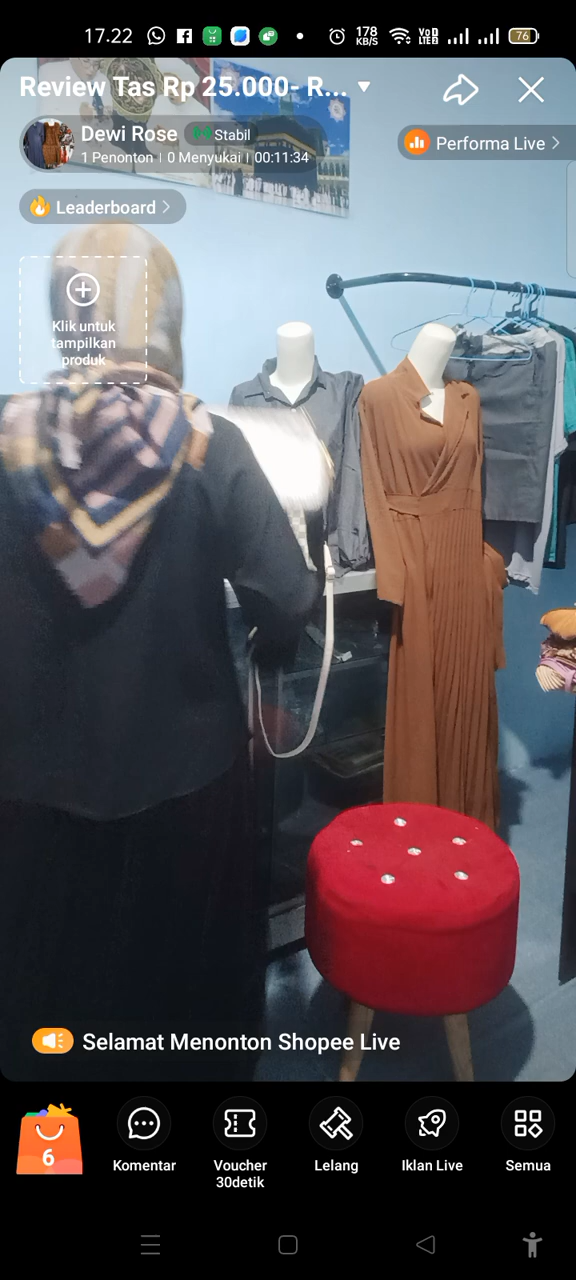 17.22
178
KB/S
VoD
LTE2
76
Review Tas Rp 25.000- R...
Dewi Rose
Stabil
1 Penonton | 0 Menyukai | 00:11:34
Performa Live
Leaderboard
Klik untuk
tampilkan
produk
Selamat Menonton Shopee Live
6
Komentar
Voucher
30detik
Lelang
Iklan Live
Semua